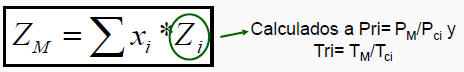 Z_M = ∑ x_i * Z_i
Calculados a Pri= P_M/P_ci y
Tri= T_M/T_ci